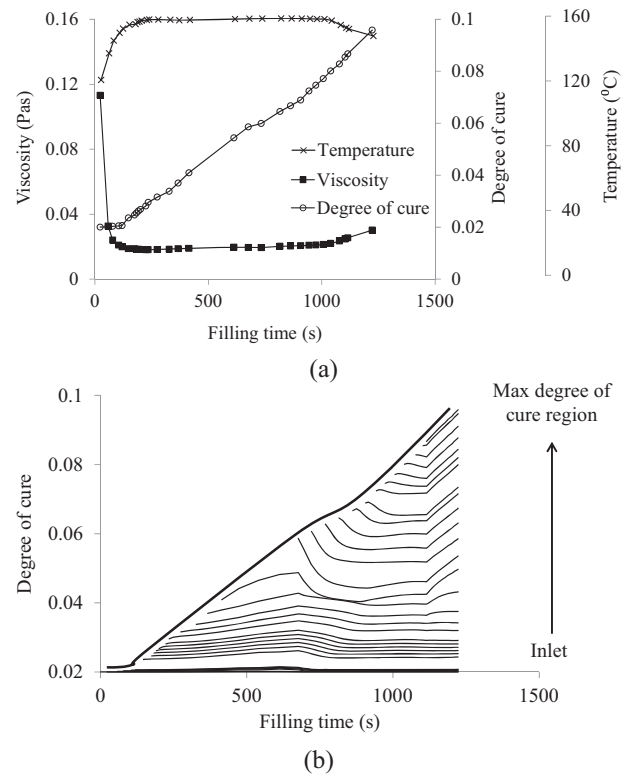 0.16
0.12
0.08
0.04
0
Viscosity (Pas)
0.1
0.08
0.06
0.04
0.02
0
Degree of cure
160
120
80
40
0
Temperature (⁰C)
Temperature
Viscosity
Degree of cure
0 500 1000 1500
Filling time (s)
(a)
0.1
0.08
0.06
0.04
0.02
Degree of cure
Max degree of
cure region
Inlet
0 500 1000 1500
Filling time (s)
(b)